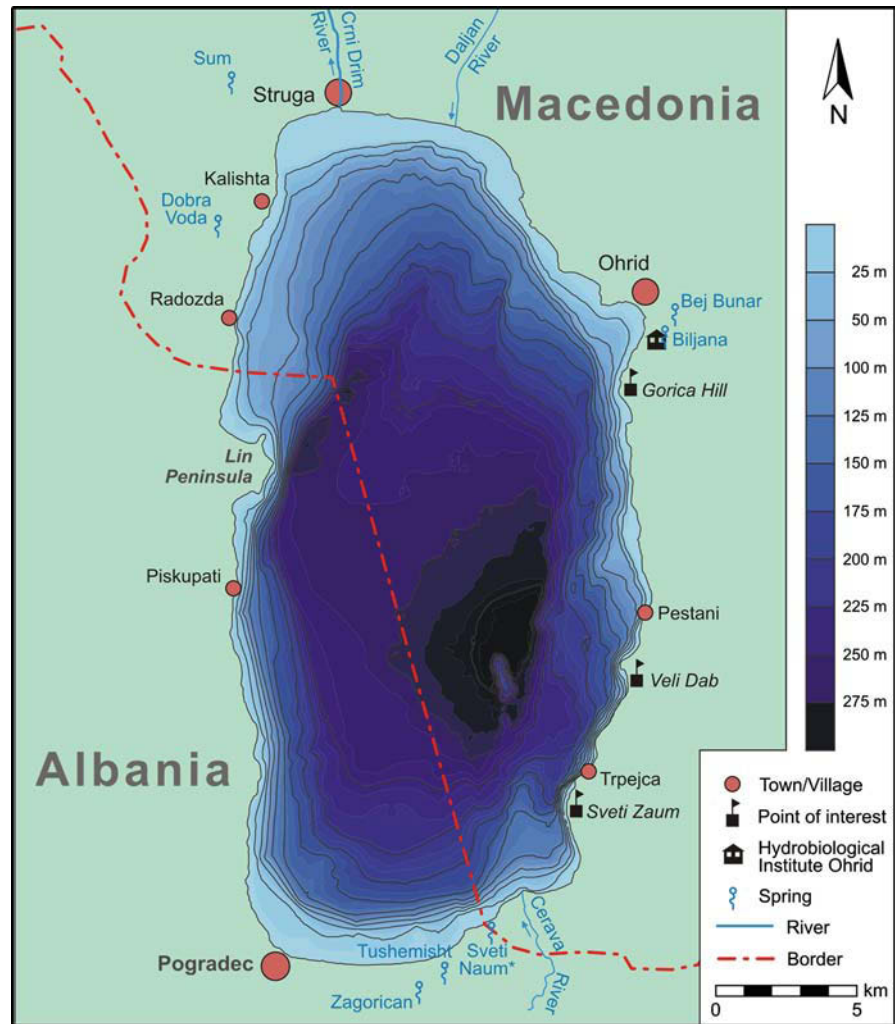 Sum
River
Crni Drim
Daljan
River
Struga
Macedonia
N
Kalishta
Dobra
Voda
Ohrid
Radozda
Bej Bunar
Biljana
Gorica Hill
Lin
Peninsula
Piskupati
Pestani
Veli Dab
Albania
Trpejca
Sveti Zaum
Pogradec
Tushemisht
Sveti
Naum*
Zagorican
Cerava
River
25 m
50 m
100 m
125 m
150 m
175 m
200 m
225 m
250 m
275 m
Town/Village
Point of interest
Hydrobiological
Institute Ohrid
Spring
River
Border
km
0 5